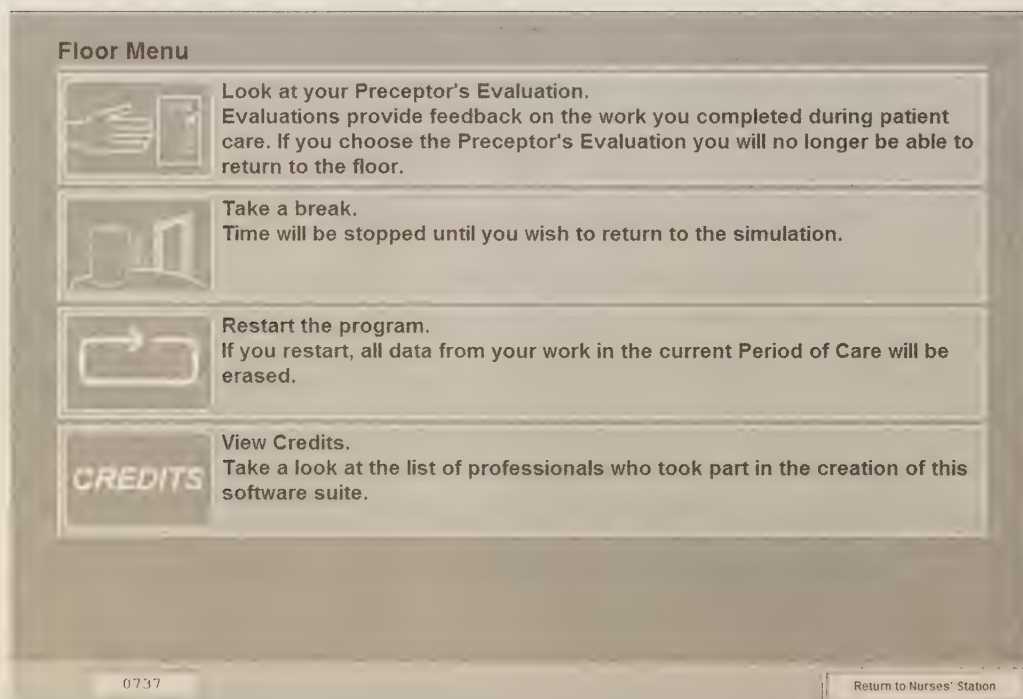 Floor Menu
Look at your Preceptor's Evaluation.
Evaluations provide feedback on the work you completed during patient
care. If you choose the Preceptor's Evaluation you will no longer be able to
return to the floor.
Take a break.
Time will be stopped until you wish to return to the simulation.
Restart the program.
If you restart, all data from your work in the current Period of Care will be
erased.
CREDITS
View Credits.
Take a look at the list of professionals who took part in the creation of this
software suite.
0737
Return to Nurses' Station